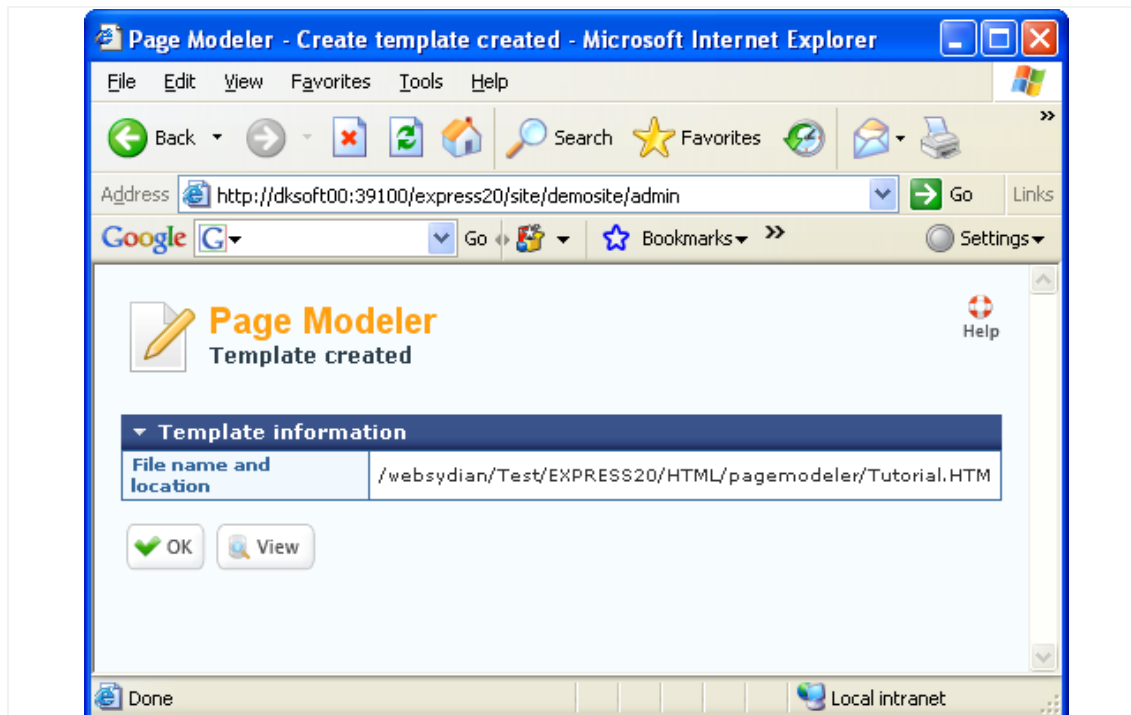 Page Modeler - Create template created - Microsoft Internet Explorer
File Edit View Favorites Tools Help
Back Search Favorites »
Address http://dksoft00:39100/express20/site/demosite/admin Go Links
Google G Go Bookmarks » Settings
Page Modeler
Template created
Help
Template information
File name and location
/websydian/Test/EXPRESS20/HTML/pagemodeler/Tutorial.HTM
OK View
Done Local intranet